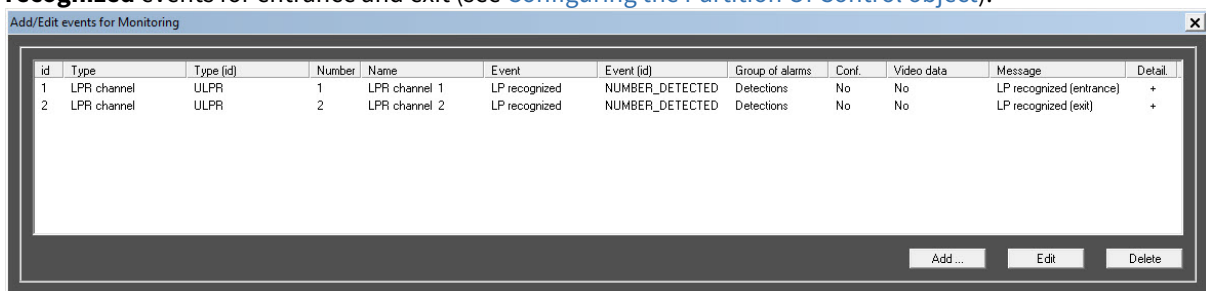 recognized events for entrance and exit (see Configuring the Partition Of Control object).
Add/Edit events for Monitoring x
id Type Type (id) Number Name Event Event (id) Group of alarms Conf. Video data Message Detail.
1 LPR channel ULPR 1 LPR channel 1 LP recognized NUMBER_DETECTED Detections No No LP recognized (entrance) +
2 LPR channel ULPR 2 LPR channel 2 LP recognized NUMBER_DETECTED Detections No No LP recognized (exit) +
Add ... Edit Delete